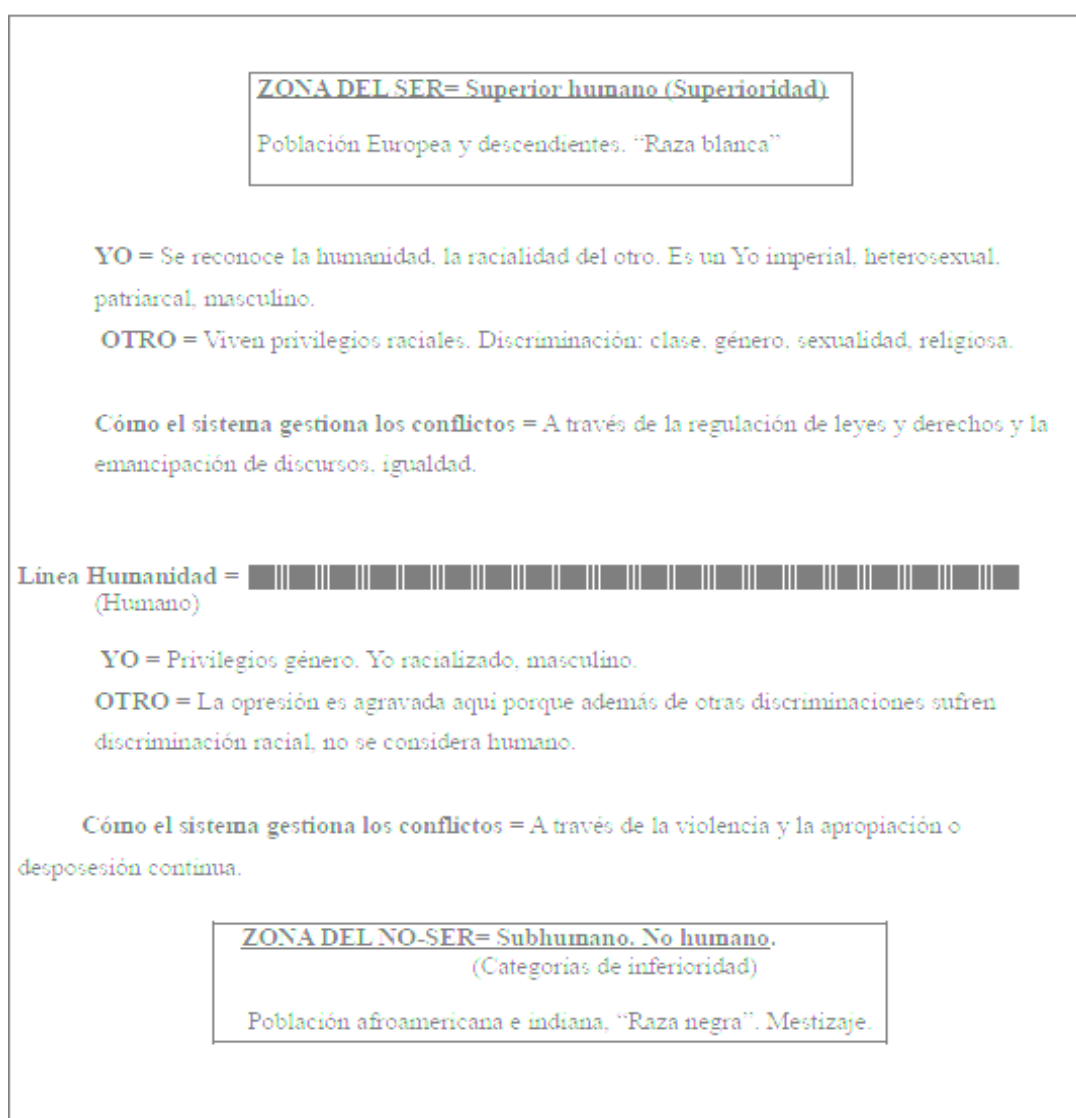 ZONA DEL SER= Superior humano (Superioridad)
Población Europea y descendientes. “Raza blanca”
YO = Se reconoce la humanidad, la racialidad del otro. Es un Yo imperial, heterosexual,
patriarcal, masculino.
OTRO = Viven privilegios raciales. Discriminación: clase, género, sexualidad, religiosa.
Cómo el sistema gestiona los conflictos = A través de la regulación de leyes y derechos y la
emancipación de discursos, igualdad.
Línea Humanidad =
(Humano)
YO = Privilegios género. Yo racializado, masculino.
OTRO = La opresión es agravada aquí porque además de otras discriminaciones sufren
discriminación racial, no se considera humano.
Cómo el sistema gestiona los conflictos = A través de la violencia y la apropiación o
desposesión continua.
ZONA DEL NO-SER= Subhumano. No humano.
(Categorías de inferioridad)
Población afroamericana e indiana, “Raza negra”. Mestizaje.